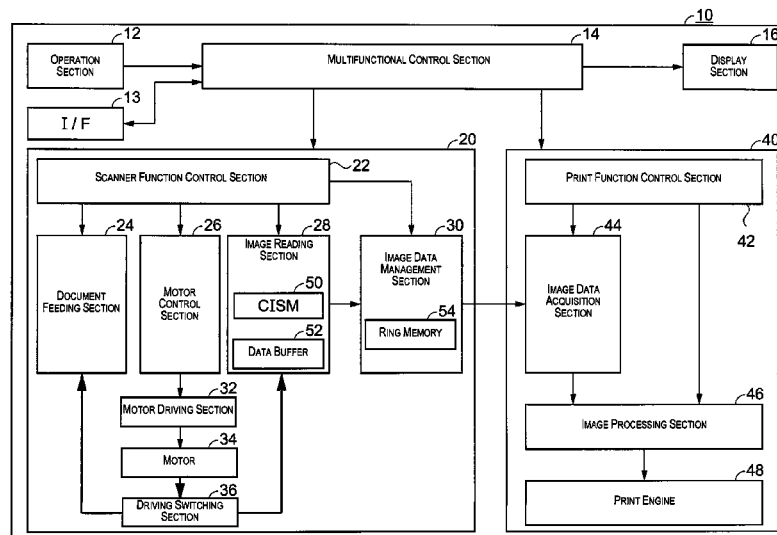 10
12
OPERATION SECTION
14
MULTIFUNCTIONAL CONTROL SECTION
16
DISPLAY SECTION
13
I/F
20
22
SCANNER FUNCTION CONTROL SECTION
24
DOCUMENT FEEDING SECTION
26
MOTOR CONTROL SECTION
28
IMAGE READING SECTION
50
CISM
52
DATA BUFFER
30
IMAGE DATA MANAGEMENT SECTION
54
RING MEMORY
32
MOTOR DRIVING SECTION
34
MOTOR
36
DRIVING SWITCHING SECTION
40
PRINT FUNCTION CONTROL SECTION
42
44
IMAGE DATA ACQUISITION SECTION
46
IMAGE PROCESSING SECTION
48
PRINT ENGINE